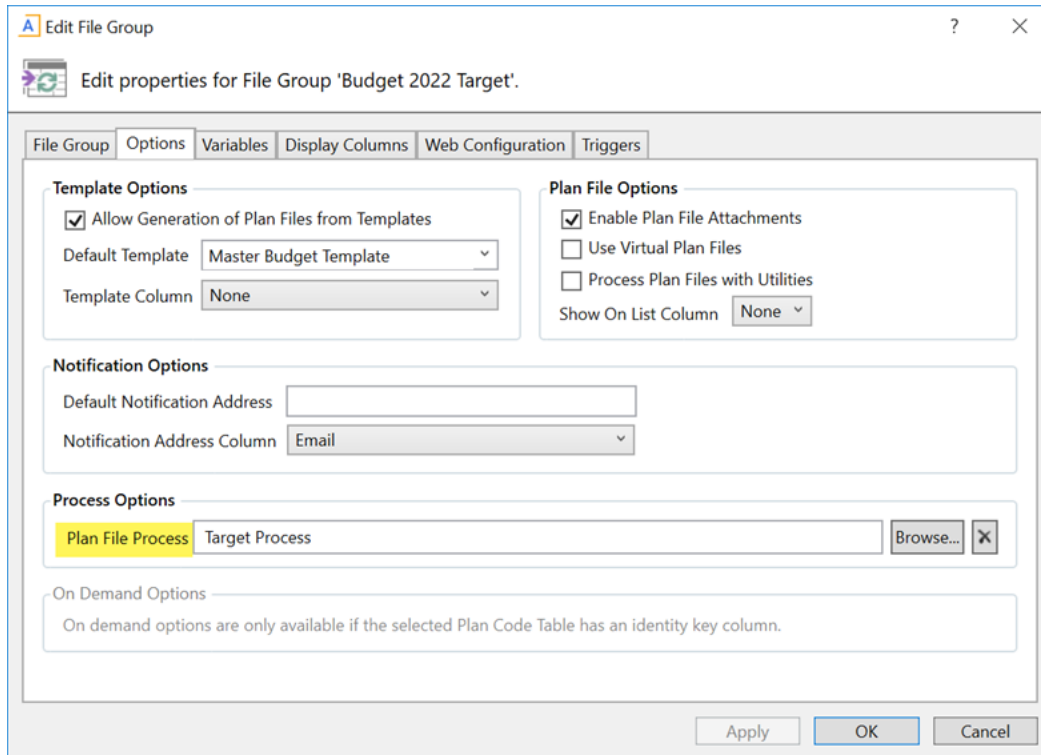 A Edit File Group ?
Edit properties for File Group 'Budget 2022 Target'.
File Group Options Variables Display Columns Web Configuration Triggers
Template Options
Allow Generation of Plan Files from Templates
Default Template Master Budget Template
Template Column None
Plan File Options
Enable Plan File Attachments
Use Virtual Plan Files
Process Plan Files with Utilities
Show On List Column None
Notification Options
Default Notification Address
Notification Address Column Email
Process Options
Plan File Process Target Process Browse...
On Demand Options
On demand options are only available if the selected Plan Code Table has an identity key column.
Apply OK Cancel